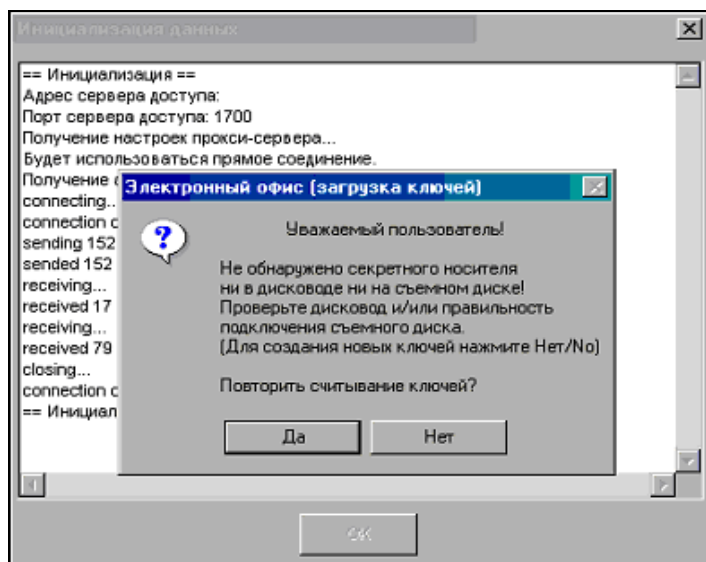 Инициализация данных
== Инициализация ==
Адрес сервера доступа:
Порт сервера доступа: 1700
Получение настроек прокси-сервера...
Будет использоваться прямое соединение.
Получение
connecting..
connection
sending 152
sended 152
receiving...
received 17
receiving...
received 79
closing...
connection
==
Электронный офис (загрузка ключей)
Уважаемый пользователь!
Не обнаружено секретного носителя
ни в дисководе ни на съемном диске!
Проверьте дисковод и/или правильность
подключения съемного диска.
(Для создания новых ключей нажмите Нет/No)
Повторить считывание ключей?
Да
Нет
OK